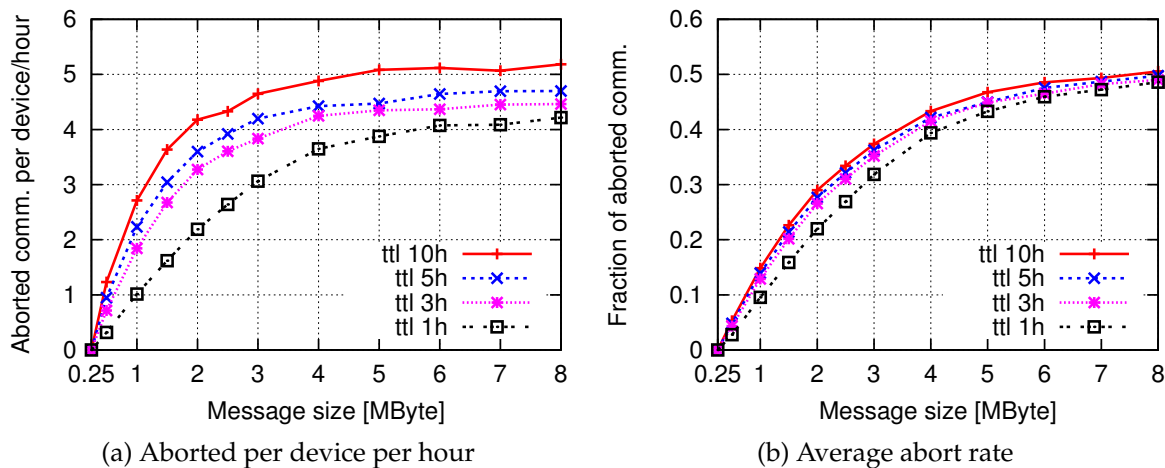 Aborted comm. per device/hour
6
5
4
3
2
1
0
ttl 10h
ttl 5h
ttl 3h
ttl 1h
0.25 1 2 3 4 5 6 7 8
Message size [MByte]
(a) Aborted per device per hour
Fraction of aborted comm.
0.6
0.5
0.4
0.3
0.2
0.1
0
ttl 10h
ttl 5h
ttl 3h
ttl 1h
0.25 1 2 3 4 5 6 7 8
Message size [MByte]
(b) Average abort rate